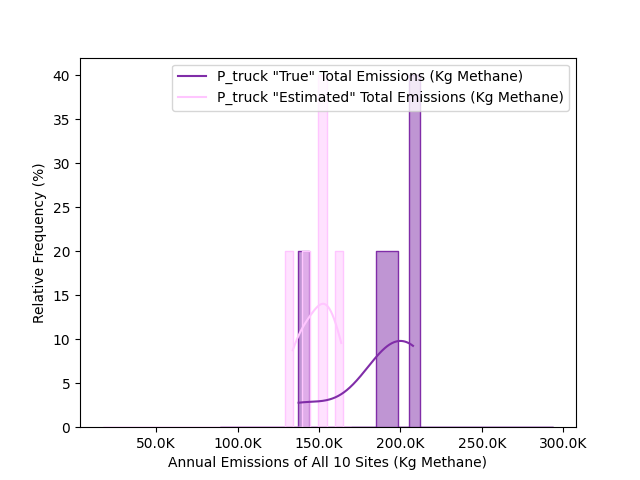 P_truck "True" Total Emissions (Kg Methane)
P_truck "Estimated" Total Emissions (Kg Methane)
40
35
30
25
20
15
10
5
0
Relative Frequency (%)
50.0K 100.0K 150.0K 200.0K 250.0K 300.0K
Annual Emissions of All 10 Sites (Kg Methane)